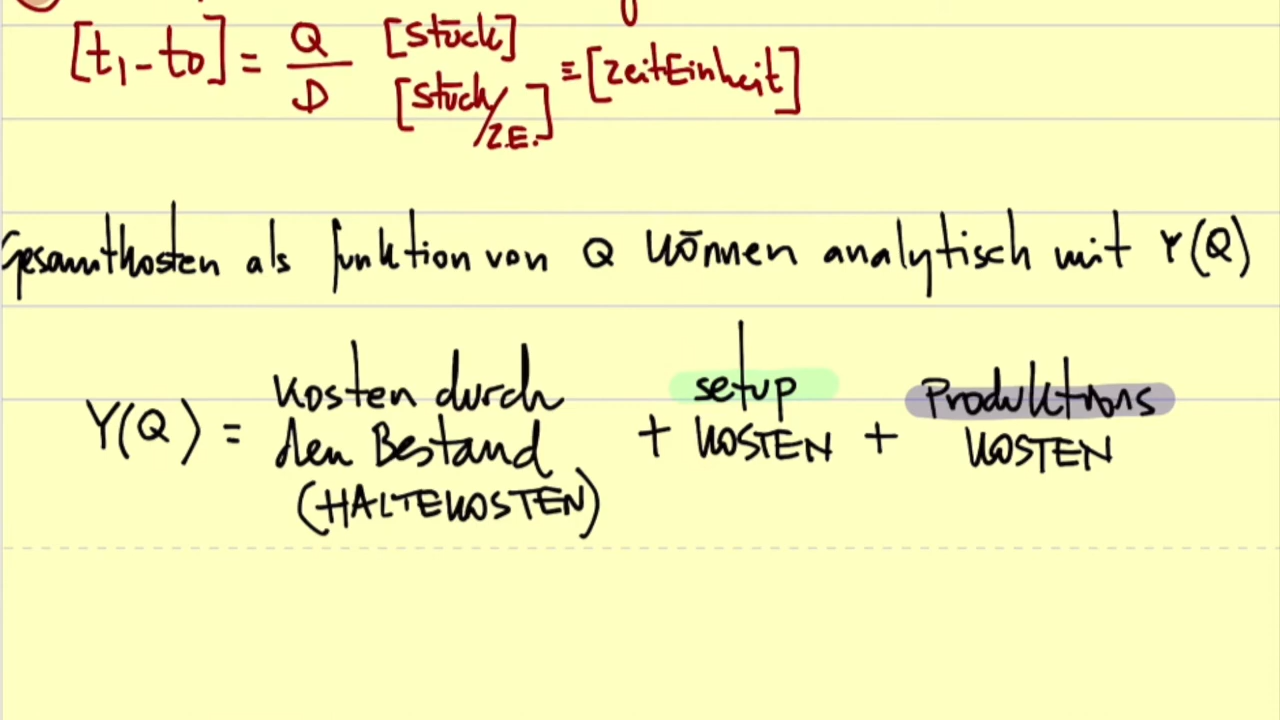 [t₁ - t₀] = Q/D [Stück] / [Stück/Z.E.] = [ZeitEinheit]
Gesamtkosten als Funktion von Q können analytisch mit Y(Q)
Y(Q) = Kosten durch den Bestand (HALTEKOSTEN) + setup KOSTEN + Produktions KOSTEN